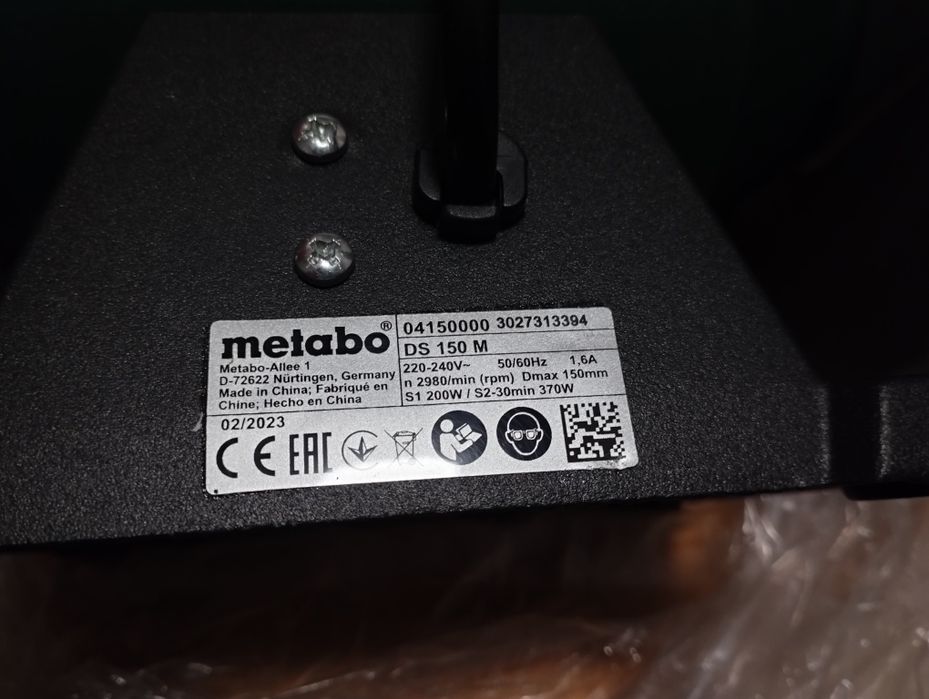 metabo®
Metabo-Allee 1
D-72622 Nürtingen, Germany
Made in China; Fabriqué en
Chine; Hecho en China
04150000 3027313394
DS 150 M
220-240V~ 50/60Hz 1,6A
n 2980/min (rpm) Dmax 150mm
S1 200W / S2-30min 370W
02/2023
CE EAC